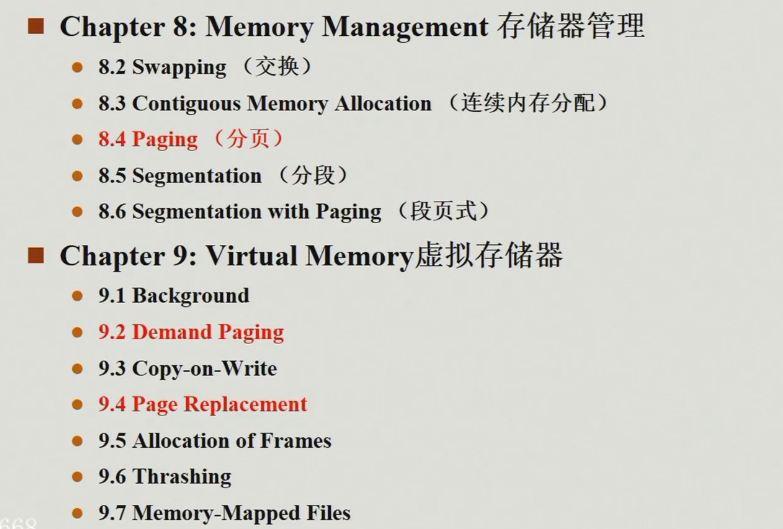 Chapter 8: Memory Management 存储器管理
8.2 Swapping （交换）
8.3 Contiguous Memory Allocation （连续内存分配）
8.4 Paging （分页）
8.5 Segmentation （分段）
8.6 Segmentation with Paging （段页式）
Chapter 9: Virtual Memory虚拟存储器
9.1 Background
9.2 Demand Paging
9.3 Copy-on-Write
9.4 Page Replacement
9.5 Allocation of Frames
9.6 Thrashing
9.7 Memory-Mapped Files
668